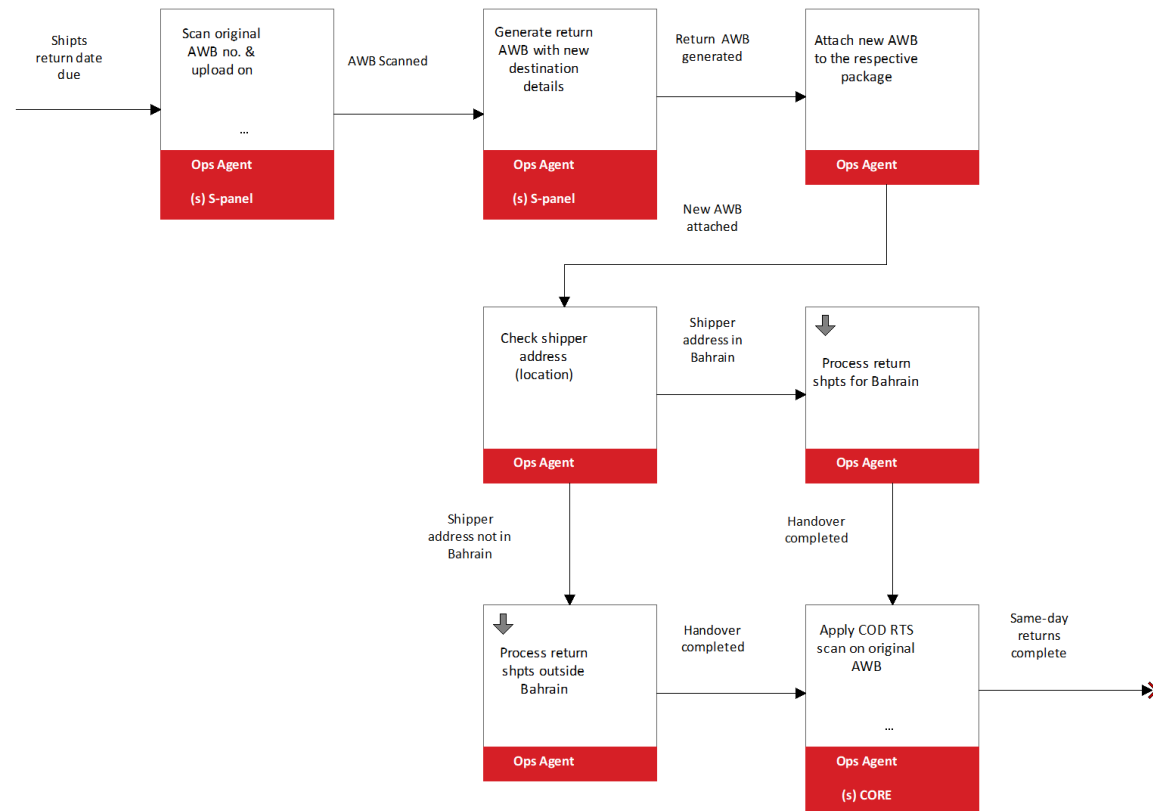 Shipts
return date
due
Scan original
AWB no. &
upload on
...
Ops Agent
(s) S-panel
AWB Scanned
Generate return
AWB with new
destination
details
Ops Agent
(s) S-panel
Return AWB
generated
Attach new AWB
to the respective
package
Ops Agent
New AWB
attached
Check shipper
address
(location)
Ops Agent
Shipper
address in
Bahrain
Process return
shpts for Bahrain
Ops Agent
Shipper
address not in
Bahrain
Handover
completed
Process return
shpts outside
Bahrain
Ops Agent
Handover
completed
Apply COD RTS
scan on original
AWB
...
Ops Agent
(s) CORE
Same-day
returns
complete